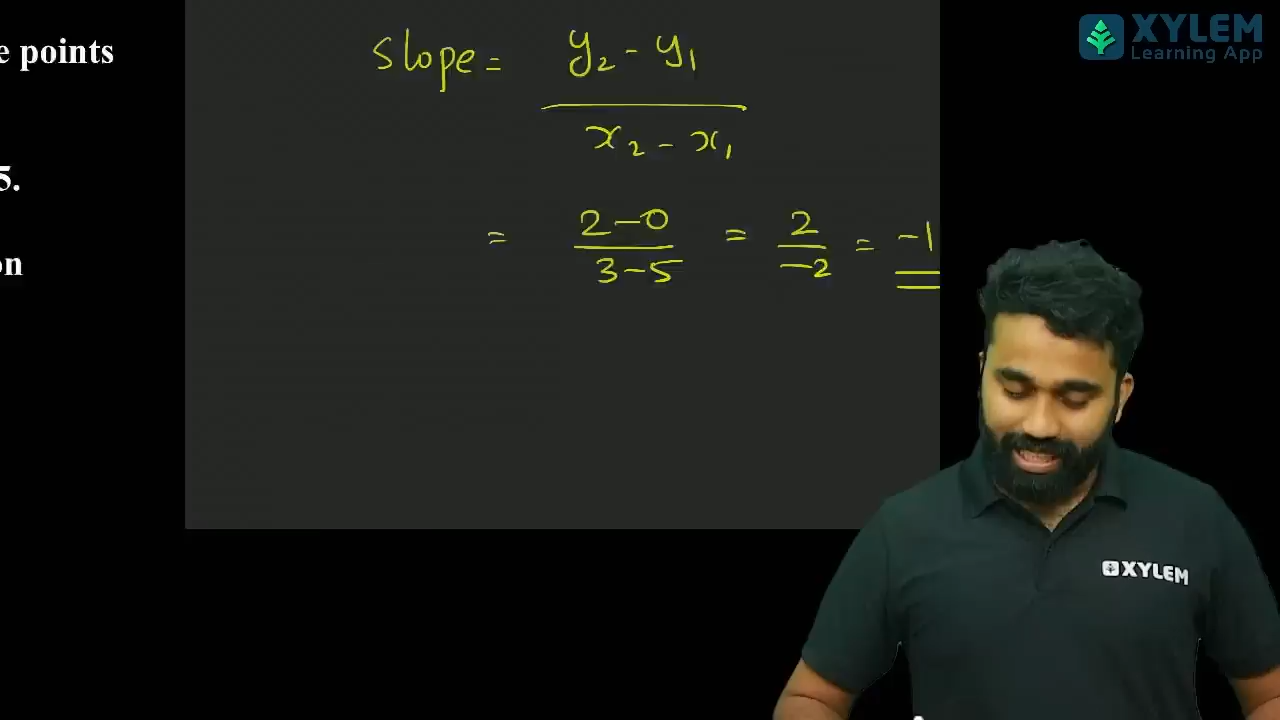 e points
5.
on
slope = y₂ - y₁ / x₂ - x₁
= 2-0 / 3-5 = 2 / -2 = -1
XYLEM
Learning App
XYLEM